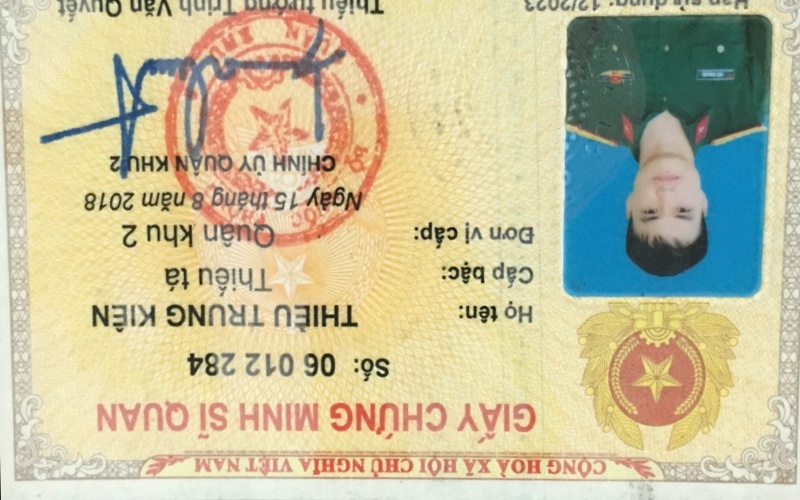 CỘNG HOÀ XÃ HỘI CHỦ NGHĨA VIỆT NAM
GIẤY CHỨNG MINH SĨ QUAN
Số: 06 012 284
Họ tên: THIỀU TRUNG KIÊN
Cấp bậc: Thiếu tá
Đơn vị cấp: Quân khu 2
Ngày 15 tháng 8 năm 2018
CHÍNH ỦY QUÂN KHU 2
Hạn sử dụng: 12/2023
Thiếu tướng Trịnh Văn Quyết